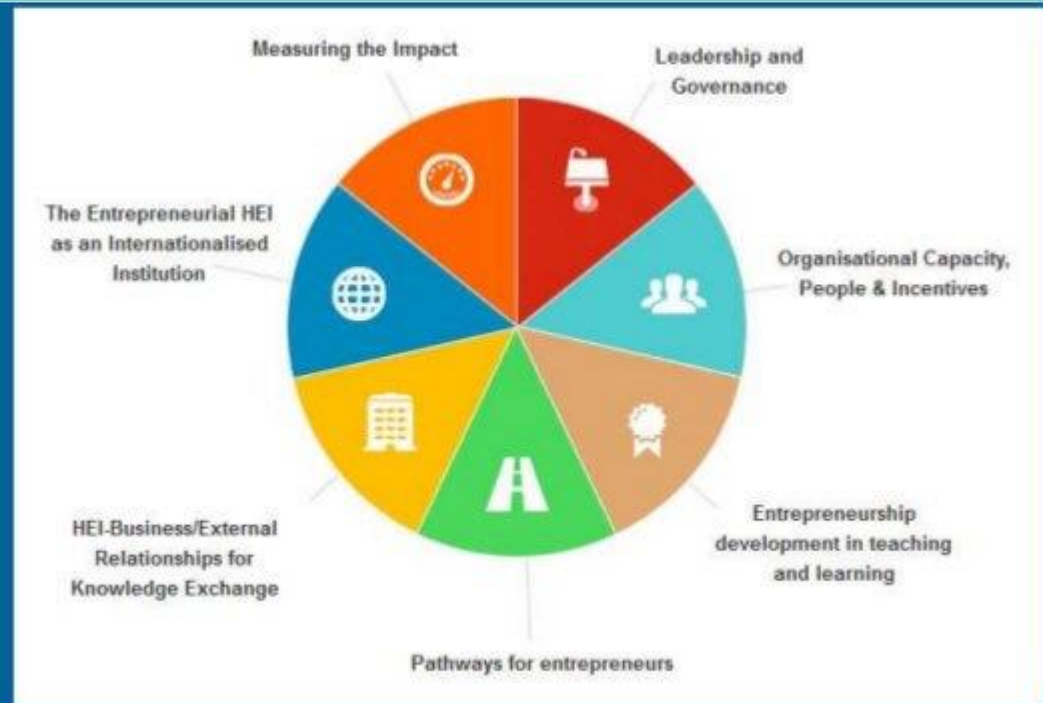 Measuring the Impact
Leadership and
Governance
The Entrepreneurial HEI
as an Internationalised
Institution
Organisational Capacity,
People & Incentives
HEI-Business/External
Relationships for
Knowledge Exchange
Entrepreneurship
development in teaching
and learning
Pathways for entrepreneurs